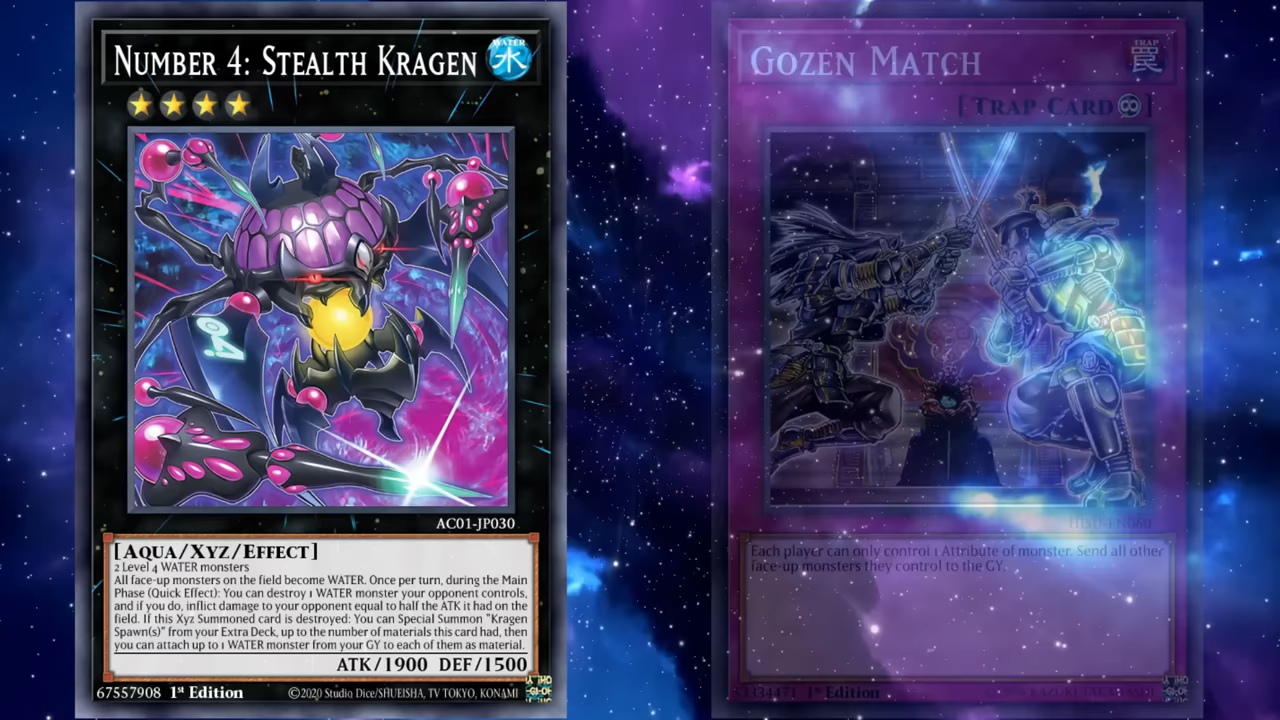 NUMBER 4: STEALTH KRAGEN
WATER
水
04
AC01-JP030
[AQUA/XYZ/EFFECT]
2 Level 4 WATER monsters
All face-up monsters on the field become WATER. Once per turn, during the Main
Phase (Quick Effect): You can destroy 1 WATER monster your opponent controls,
and if you do, inflict damage to your opponent equal to half the ATK it had on the
field. If this Xyz Summoned card is destroyed: You can Special Summon "Kragen
Spawn(s)" from your Extra Deck, up to the number of materials this card had, then
you can attach up to 1 WATER monster from your GY to each of them as material.
ATK/1900 DEF/1500
67557908 1st Edition ©2020 Studio Dice/SHUEISHA, TV TOKYO, KONAMI
GOZEN MATCH
TRAP
罠
[TRAP CARD]
Each player can only control 1 Attribute of monster. Send all other
face-up monsters they control to the GY.
1st Edition